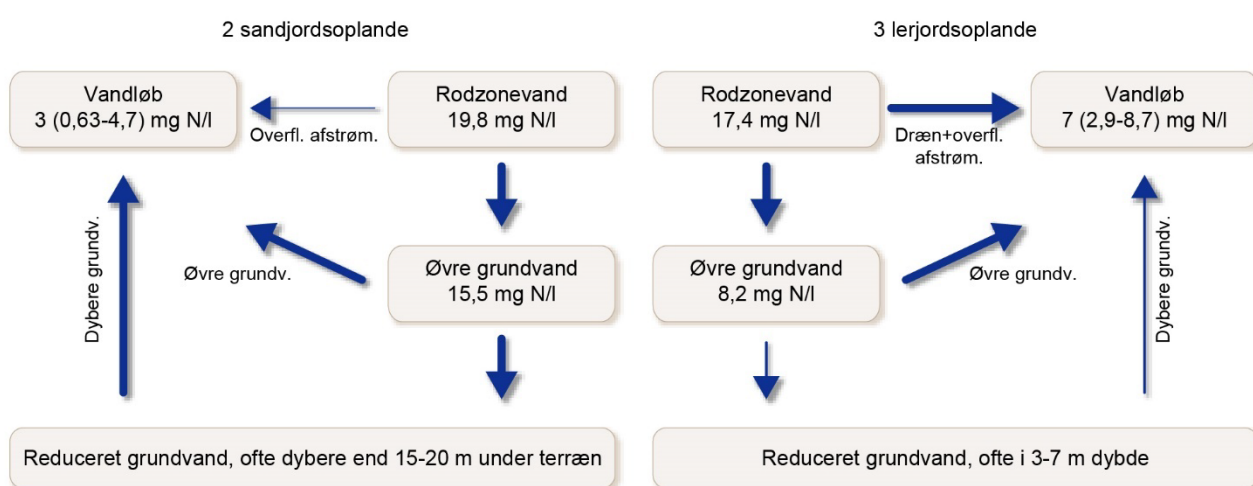 2 sandjordsoplande
Vandløb
3 (0,63-4,7) mg N/l
Overfl. afstrøm.
Rodzonevand
19,8 mg N/l
Dybere grundv.
Øvre grundv.
Øvre grundvand
15,5 mg N/l
Reduceret grundvand, ofte dybere end 15-20 m under terræn
3 lerjordsoplande
Rodzonevand
17,4 mg N/l
Dræn+overfl.
afstrøm.
Vandløb
7 (2,9-8,7) mg N/l
Øvre grundvand
8,2 mg N/l
Øvre grundv.
Dybere grundv.
Reduceret grundvand, ofte i 3-7 m dybde